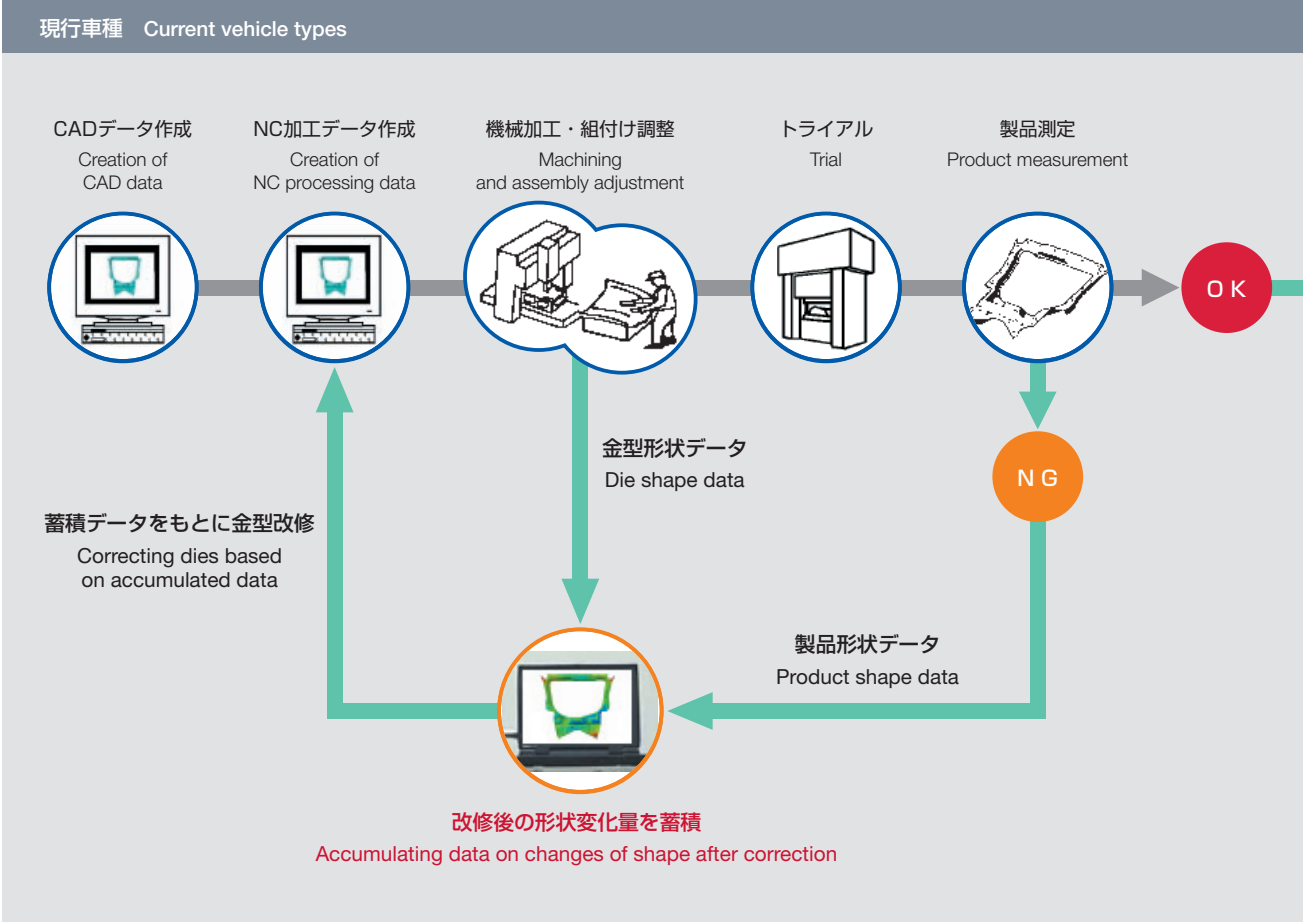 現行車種 Current vehicle types
CADデータ作成
Creation of
CAD data
NC加工データ作成
Creation of
NC processing data
機械加工・組付け調整
Machining
and assembly adjustment
トライアル
Trial
製品測定
Product measurement
O K
金型形状データ
Die shape data
N G
蓄積データをもとに金型改修
Correcting dies based
on accumulated data
製品形状データ
Product shape data
改修後の形状変化量を蓄積
Accumulating data on changes of shape after correction